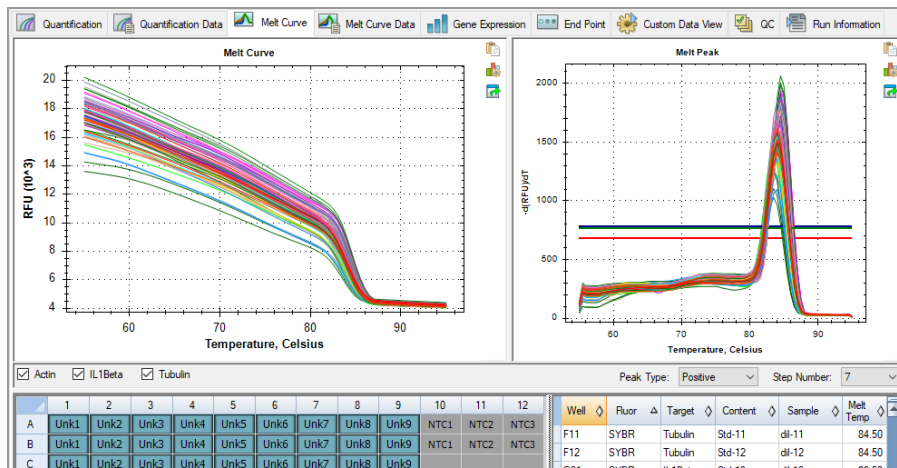 Quantification Quantification Data Melt Curve Melt Curve Data Gene Expression End Point Custom Data View QC Run Information
Melt Curve
20
18
16
14
12
10
8
6
4
RFU (10^3)
60 70 80 90
Temperature, Celsius
Melt Peak
2000
1500
1000
500
0
-d(RFU)/dT
60 70 80 90
Temperature, Celsius
Actin IL1Beta Tubulin
Peak Type: Positive Step Number: 7
1 2 3 4 5 6 7 8 9 10 11 12
A Unk1 Unk2 Unk3 Unk4 Unk5 Unk6 Unk7 Unk8 Unk9 NTC1 NTC2 NTC3
B Unk1 Unk2 Unk3 Unk4 Unk5 Unk6 Unk7 Unk8 Unk9 NTC1 NTC2 NTC3
C Unk1 Unk2 Unk3 Unk4 Unk5 Unk6 Unk7 Unk8 Unk9
Well Fluor Target Content Sample Melt Temp
F11 SYBR Tubulin Std-11 dil-11 84.50
F12 SYBR Tubulin Std-12 dil-12 84.50